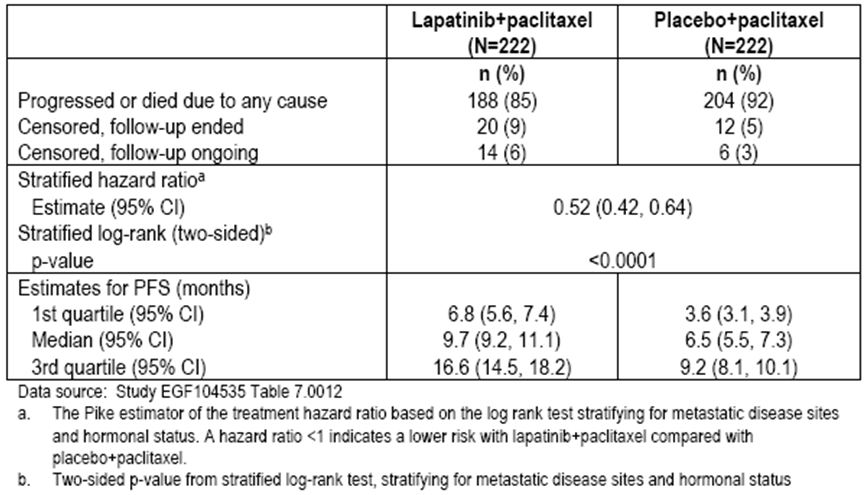 Lapatinib+paclitaxel (N=222) Placebo+paclitaxel (N=222)
n (%) n (%)
Progressed or died due to any cause 188 (85) 204 (92)
Censored, follow-up ended 20 (9) 12 (5)
Censored, follow-up ongoing 14 (6) 6 (3)
Stratified hazard ratioᵃ
Estimate (95% CI) 0.52 (0.42, 0.64)
Stratified log-rank (two-sided)ᵇ
p-value <0.0001
Estimates for PFS (months)
1st quartile (95% CI) 6.8 (5.6, 7.4) 3.6 (3.1, 3.9)
Median (95% CI) 9.7 (9.2, 11.1) 6.5 (5.5, 7.3)
3rd quartile (95% CI) 16.6 (14.5, 18.2) 9.2 (8.1, 10.1)
Data source: Study EGF104535 Table 7.0012
a. The Pike estimator of the treatment hazard ratio based on the log rank test stratifying for metastatic disease sites
and hormonal status. A hazard ratio <1 indicates a lower risk with lapatinib+paclitaxel compared with
placebo+paclitaxel.
b. Two-sided p-value from stratified log-rank test, stratifying for metastatic disease sites and hormonal status